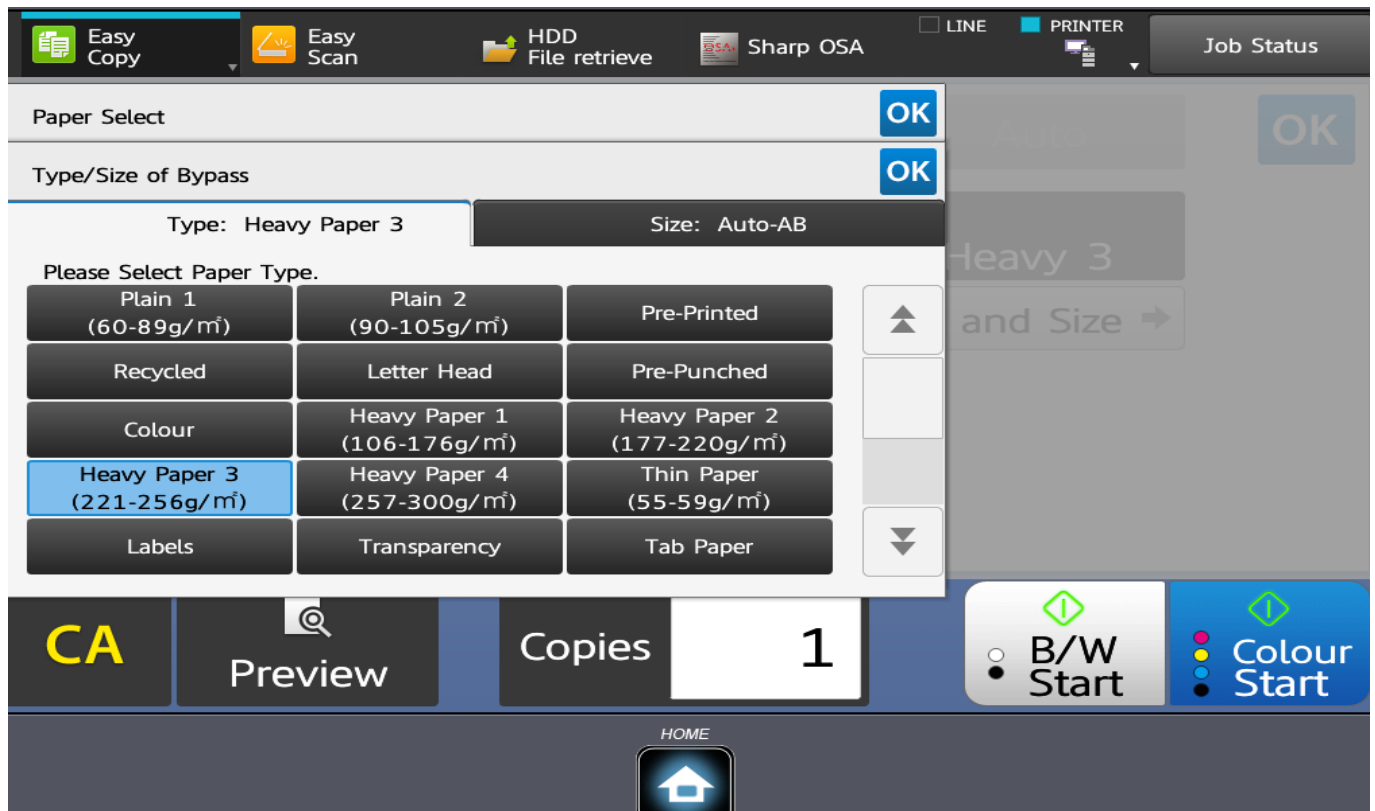 Easy
Copy
Easy
Scan
HDD
File retrieve
OSA
Sharp OSA
LINE
PRINTER
Job Status
Paper Select
OK
Auto
OK
Type/Size of Bypass
OK
Type: Heavy Paper 3
Size: Auto-AB
Heavy 3
Please Select Paper Type.
Plain 1
(60-89g/㎡)
Plain 2
(90-105g/㎡)
Pre-Printed
and Size
Recycled
Letter Head
Pre-Punched
Colour
Heavy Paper 1
(106-176g/㎡)
Heavy Paper 2
(177-220g/㎡)
Heavy Paper 3
(221-256g/㎡)
Heavy Paper 4
(257-300g/㎡)
Thin Paper
(55-59g/㎡)
Labels
Transparency
Tab Paper
CA
Preview
Copies
1
B/W
Start
Colour
Start
HOME